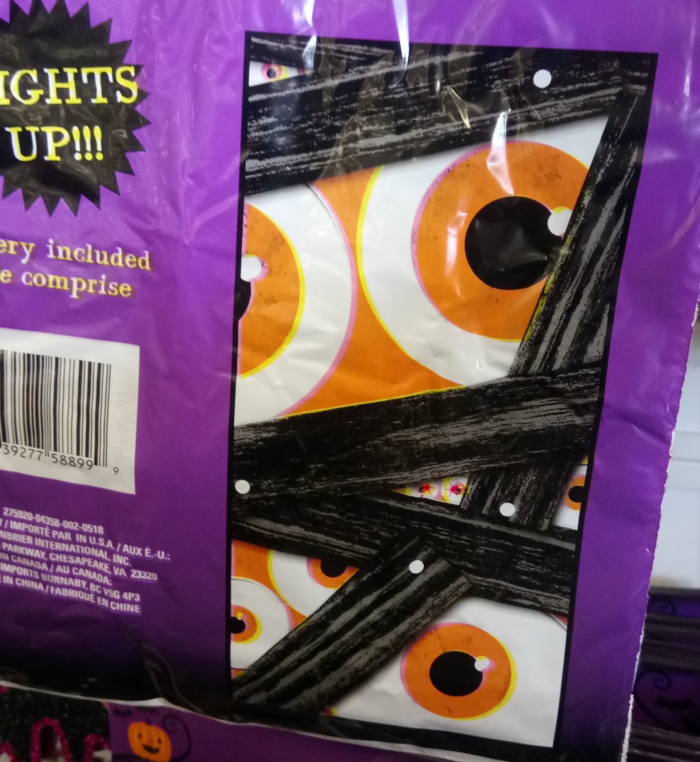 IGHTS
UP!!!
ery included
e comprise
39277 58899 9
275920-04358-002-0518
/ IMPORTÉ PAR IN U.S.A. / AUX É.-U.:
NBRIER INTERNATIONAL, INC.
PARKWAY, CHESAPEAKE, VA 23320
IN CANADA / AU CANADA:
IMPORTS BURNABY, BC V5G 4P3
IN CHINA / FABRIQUÉ EN CHINE